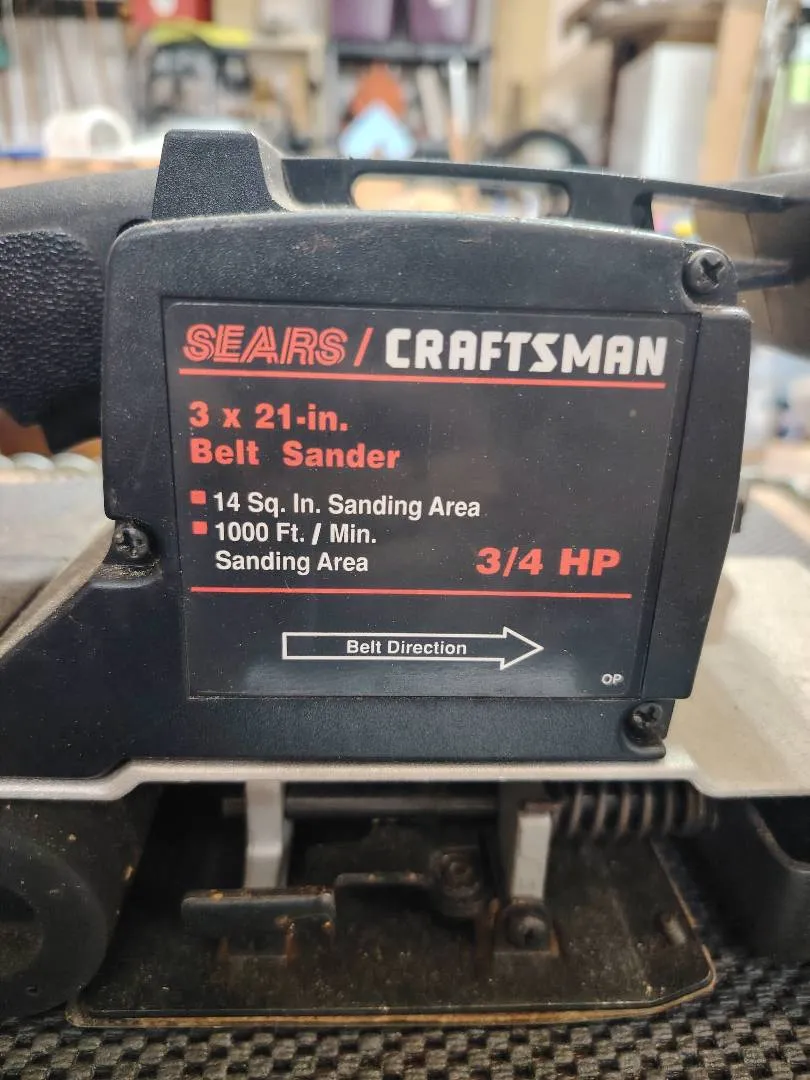 SEARS / CRAFTSMAN
3 x 21-in.
Belt Sander
14 Sq. In. Sanding Area
1000 Ft. / Min.
Sanding Area
3/4 HP
Belt Direction
OP